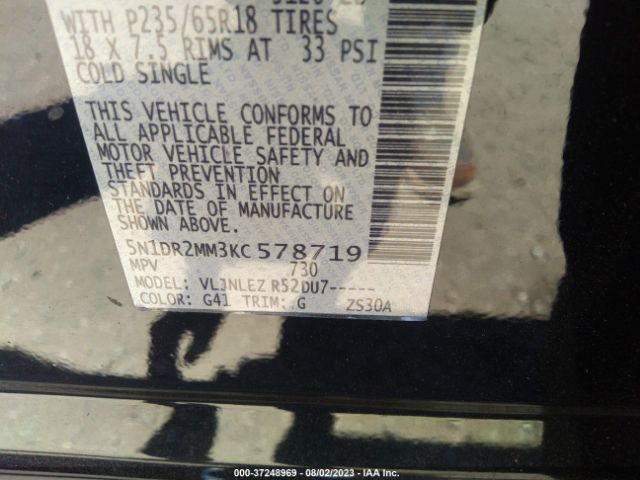 WITH P235/65R18 TIRES
18 X 7.5 RIMS AT 33 PSI
COLD SINGLE
THIS VEHICLE CONFORMS TO
ALL APPLICABLE FEDERAL
MOTOR VEHICLE SAFETY AND
THEFT PREVENTION
STANDARDS IN EFFECT ON
THE DATE OF MANUFACTURE
SHOWN ABOVE.
5N1DR2MM3KC578719
MPV 730
MODEL: VLJNLEZ R52DU7-----
COLOR: G41 TRIM: G ZS30A
000-37248969 - 08/02/2023 - IAA Inc.